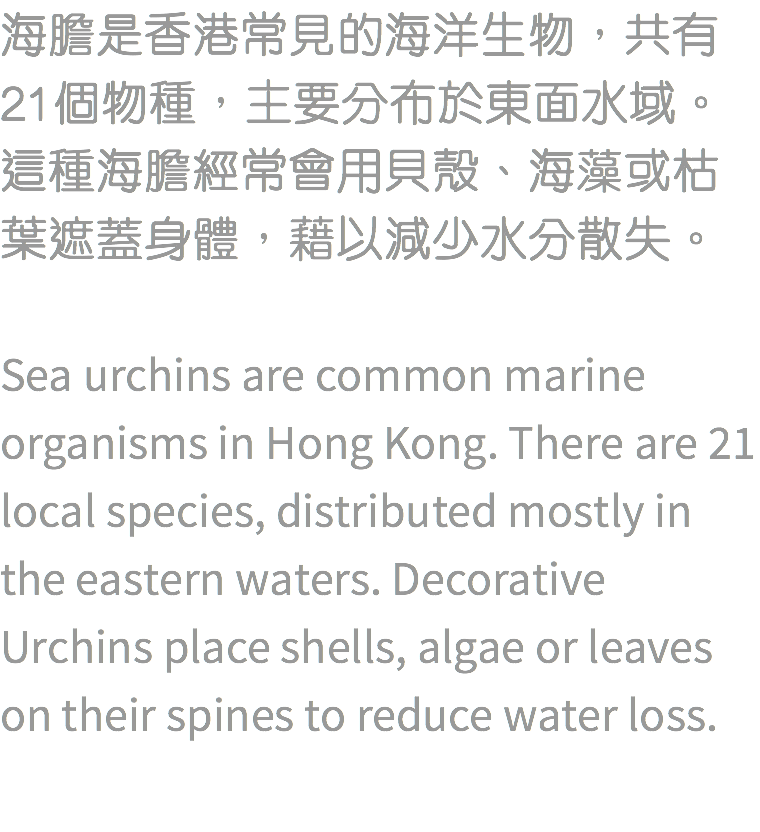 海膽是香港常見的海洋生物，共有
21個物種，主要分布於東面水域。
這種海膽經常會用貝殼、海藻或枯
葉遮蓋身體，藉以減少水分散失。
Sea urchins are common marine
organisms in Hong Kong. There are 21
local species, distributed mostly in
the eastern waters. Decorative
Urchins place shells, algae or leaves
on their spines to reduce water loss.